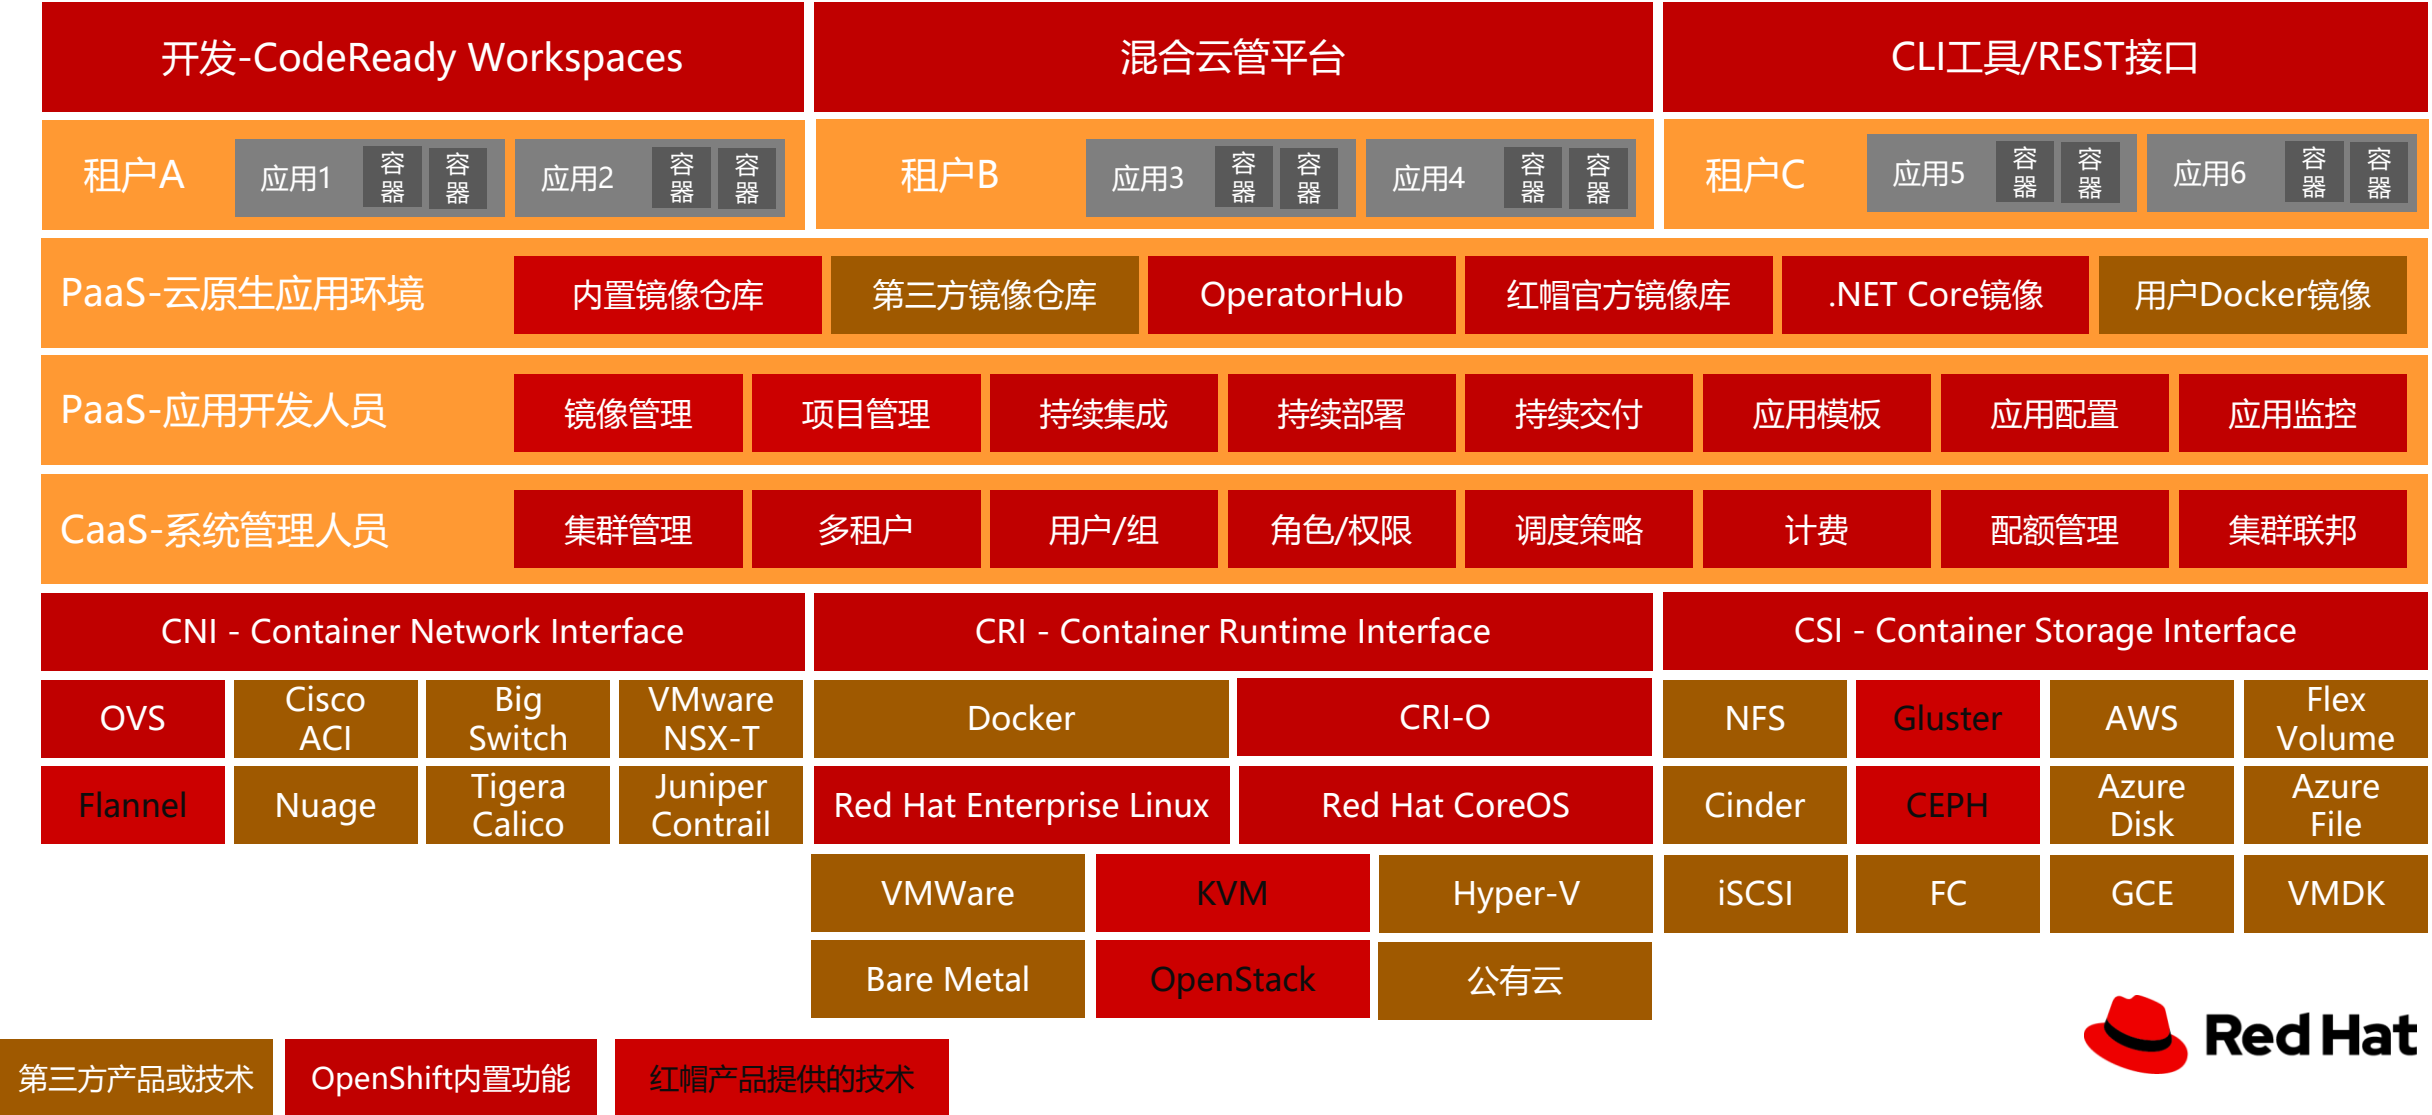 开发-CodeReady Workspaces
混合云管平台
CLI工具/REST接口
租户A
应用1
容器
容器
应用2
容器
容器
租户B
应用3
容器
容器
应用4
容器
容器
租户C
应用5
容器
容器
应用6
容器
容器
PaaS-云原生应用环境
内置镜像仓库
第三方镜像仓库
OperatorHub
红帽官方镜像库
.NET Core镜像
用户Docker镜像
PaaS-应用开发人员
镜像管理
项目管理
持续集成
持续部署
持续交付
应用模板
应用配置
应用监控
CaaS-系统管理人员
集群管理
多租户
用户/组
角色/权限
调度策略
计费
配额管理
集群联邦
CNI - Container Network Interface
CRI - Container Runtime Interface
CSI - Container Storage Interface
OVS
Cisco
ACI
Big
Switch
VMware
NSX-T
Docker
CRI-O
NFS
Gluster
AWS
Flex
Volume
Flannel
Nuage
Tigera
Calico
Juniper
Contrail
Red Hat Enterprise Linux
Red Hat CoreOS
Cinder
CEPH
Azure
Disk
Azure
File
VMWare
KVM
Hyper-V
iSCSI
FC
GCE
VMDK
Bare Metal
OpenStack
公有云
Red Hat
第三方产品或技术
OpenShift内置功能
红帽产品提供的技术